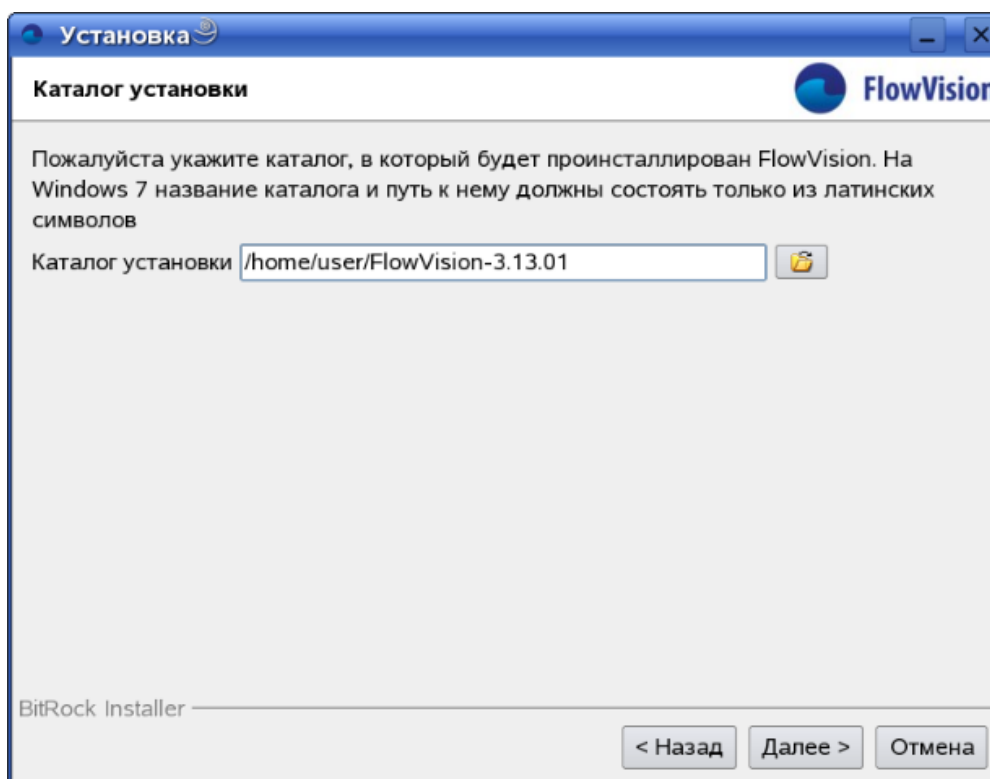 Установка
Каталог установки
FlowVision
Пожалуйста укажите каталог, в который будет проинсталлирован FlowVision. На
Windows 7 название каталога и путь к нему должны состоять только из латинских
символов
Каталог установки /home/user/FlowVision-3.13.01
BitRock Installer
< Назад Далее > Отмена